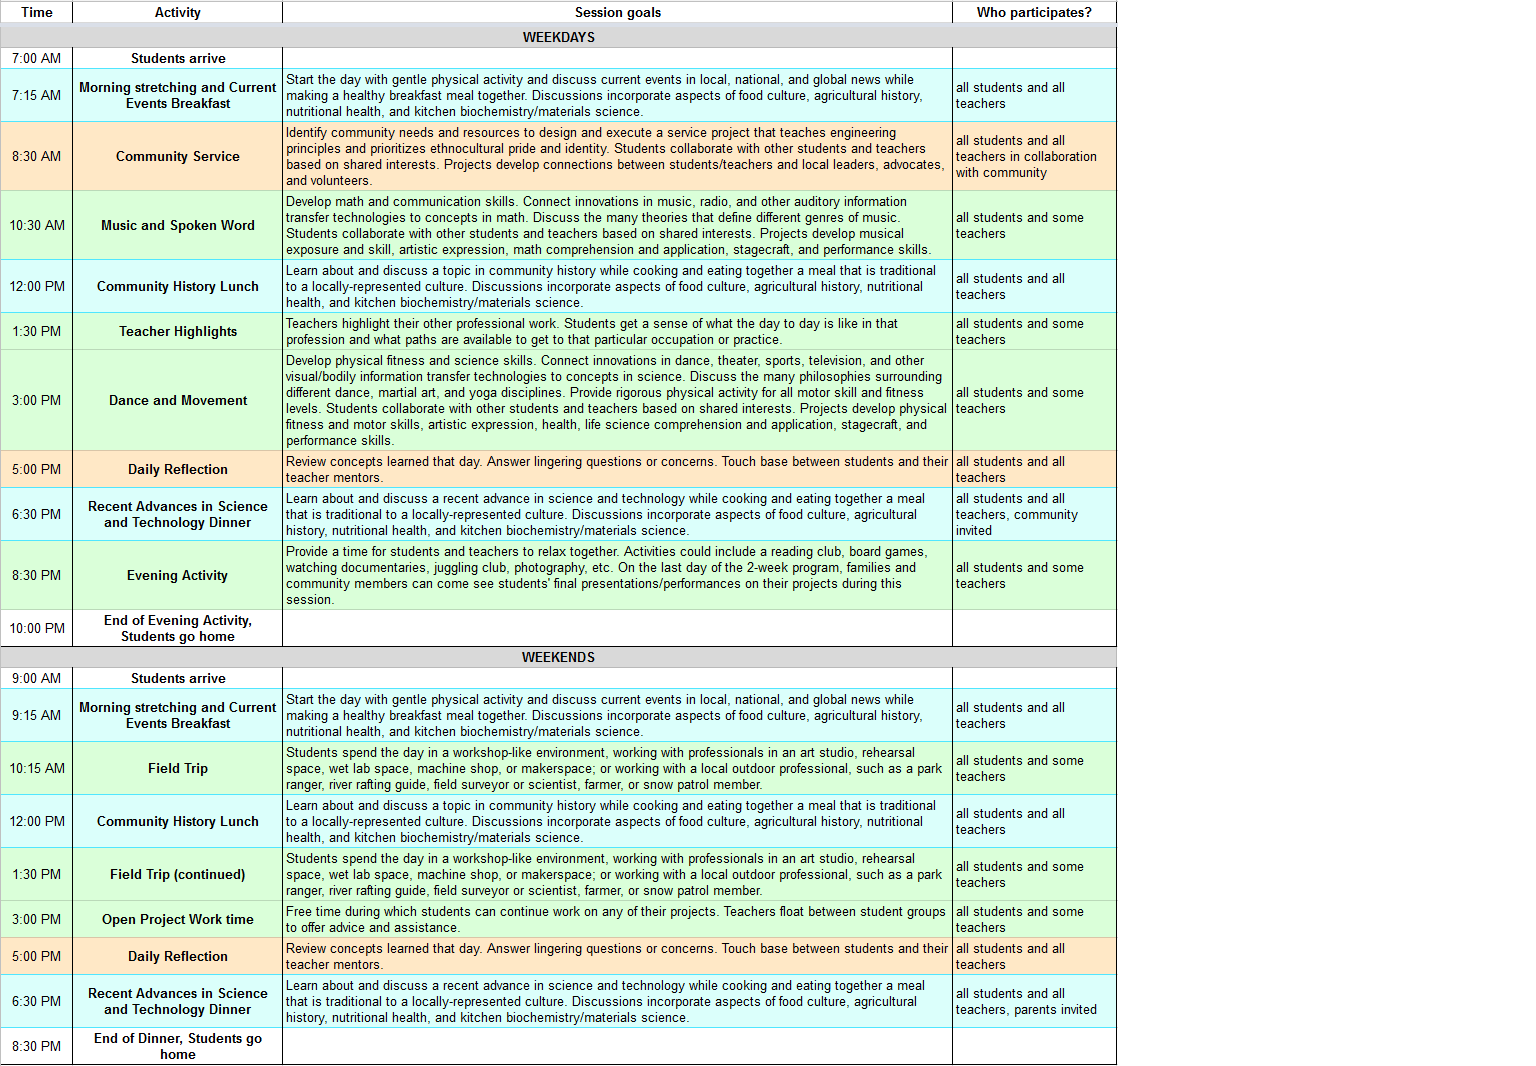 Time Activity Session goals Who participates?
WEEKDAYS
7:00 AM Students arrive
7:15 AM
Morning stretching and Current
Events Breakfast
Start the day with gentle physical activity and discuss current events in local, national, and global news while
making a healthy breakfast meal together. Discussions incorporate aspects of food culture, agricultural history,
nutritional health, and kitchen biochemistry/materials science.
all students and all
teachers
8:30 AM
Community Service
Identify community needs and resources to design and execute a service project that teaches engineering
principles and prioritizes ethnocultural pride and identity. Students collaborate with other students and teachers
based on shared interests. Projects develop connections between students/teachers and local leaders, advocates,
and volunteers.
all students and all
teachers in collaboration
with community
10:30 AM
Music and Spoken Word
Develop math and communication skills. Connect innovations in music, radio, and other auditory information
transfer technologies to concepts in math. Discuss the many theories that define different genres of music.
Students collaborate with other students and teachers based on shared interests. Projects develop musical
exposure and skill, artistic expression, math comprehension and application, stagecraft, and performance skills.
all students and some
teachers
12:00 PM
Community History Lunch
Learn about and discuss a topic in community history while cooking and eating together a meal that is traditional
to a locally-represented culture. Discussions incorporate aspects of food culture, agricultural history, nutritional
health, and kitchen biochemistry/materials science.
all students and all
teachers
1:30 PM
Teacher Highlights
Teachers highlight their other professional work. Students get a sense of what the day to day is like in that
profession and what paths are available to get to that particular occupation or practice.
all students and some
teachers
3:00 PM
Dance and Movement
Develop physical fitness and science skills. Connect innovations in dance, theater, sports, television, and other
visual/bodily information transfer technologies to concepts in science. Discuss the many philosophies surrounding
different dance, martial art, and yoga disciplines. Provide rigorous physical activity for all motor skill and fitness
levels. Students collaborate with other students and teachers based on shared interests. Projects develop physical
fitness and motor skills, artistic expression, health, life science comprehension and application, stagecraft, and
performance skills.
all students and some
teachers
5:00 PM
Daily Reflection
Review concepts learned that day. Answer lingering questions or concerns. Touch base between students and their
teacher mentors.
all students and all
teachers
6:30 PM
Recent Advances in Science
and Technology Dinner
Learn about and discuss a recent advance in science and technology while cooking and eating together a meal
that is traditional to a locally-represented culture. Discussions incorporate aspects of food culture, agricultural
history, nutritional health, and kitchen biochemistry/materials science.
all students and all
teachers, community
invited
8:30 PM
Evening Activity
Provide a time for students and teachers to relax together. Activities could include a reading club, board games,
watching documentaries, juggling club, photography, etc. On the last day of the 2-week program, families and
community members can come see students' final presentations/performances on their projects during this
session.
all students and some
teachers
10:00 PM
End of Evening Activity,
Students go home
WEEKENDS
9:00 AM Students arrive
9:15 AM
Morning stretching and Current
Events Breakfast
Start the day with gentle physical activity and discuss current events in local, national, and global news while
making a healthy breakfast meal together. Discussions incorporate aspects of food culture, agricultural history,
nutritional health, and kitchen biochemistry/materials science.
all students and all
teachers
10:15 AM
Field Trip
Students spend the day in a workshop-like environment, working with professionals in an art studio, rehearsal
space, wet lab space, machine shop, or makerspace; or working with a local outdoor professional, such as a park
ranger, river rafting guide, field surveyor or scientist, farmer, or snow patrol member.
all students and some
teachers
12:00 PM
Community History Lunch
Learn about and discuss a topic in community history while cooking and eating together a meal that is traditional
to a locally-represented culture. Discussions incorporate aspects of food culture, agricultural history, nutritional
health, and kitchen biochemistry/materials science.
all students and all
teachers
1:30 PM
Field Trip (continued)
Students spend the day in a workshop-like environment, working with professionals in an art studio, rehearsal
space, wet lab space, machine shop, or makerspace; or working with a local outdoor professional, such as a park
ranger, river rafting guide, field surveyor or scientist, farmer, or snow patrol member.
all students and some
teachers
3:00 PM
Open Project Work time
Free time during which students can continue work on any of their projects. Teachers float between student groups
to offer advice and assistance.
all students and some
teachers
5:00 PM
Daily Reflection
Review concepts learned that day. Answer lingering questions or concerns. Touch base between students and their
teacher mentors.
all students and all
teachers
6:30 PM
Recent Advances in Science
and Technology Dinner
Learn about and discuss a recent advance in science and technology while cooking and eating together a meal
that is traditional to a locally-represented culture. Discussions incorporate aspects of food culture, agricultural
history, nutritional health, and kitchen biochemistry/materials science.
all students and all
teachers, parents invited
8:30 PM
End of Dinner, Students go
home